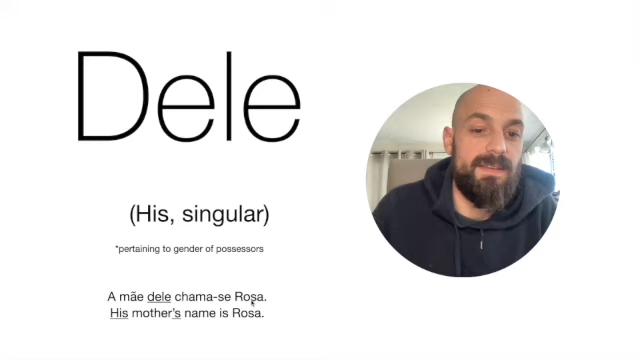 Dele
(His, singular)
*pertaining to gender of possessors
A mãe dele chama-se Rosa.
His mother's name is Rosa.